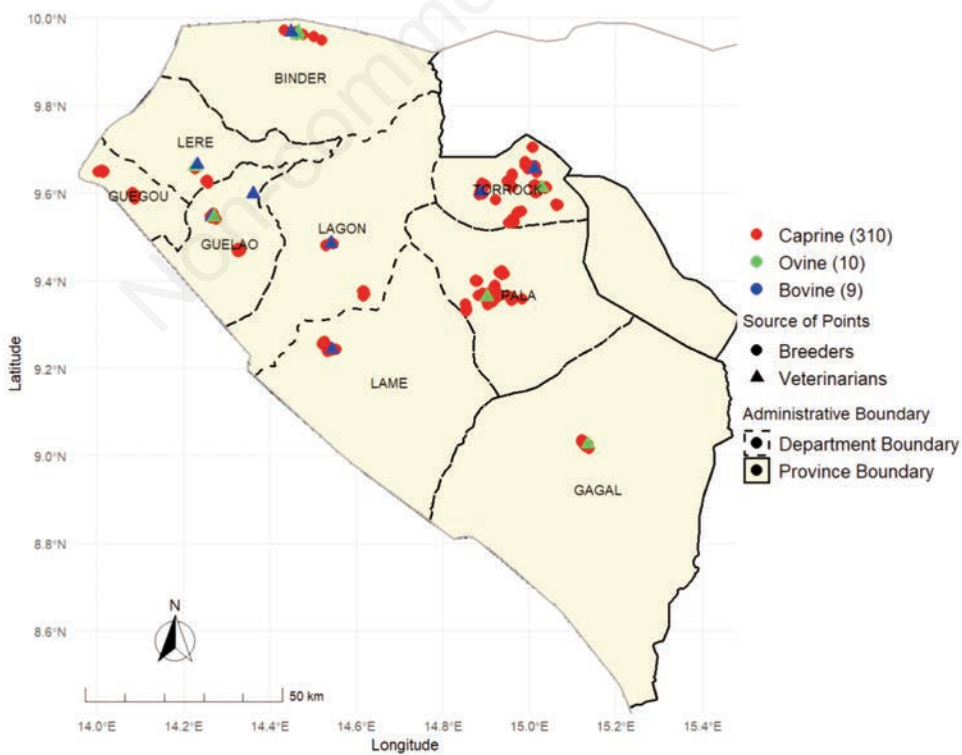 10.0°N
9.8°N
9.6°N
9.4°N
9.2°N
9.0°N
8.8°N
8.6°N
Latitude
BINDER
LERE
GUEGOU
TORROCK
GUELAO
LAGON
PALA
LAME
GAGAL
Caprine (310)
Ovine (10)
Bovine (9)
Source of Points
Breeders
Veterinarians
Administrative Boundary
Department Boundary
Province Boundary
N
50 km
14.0°E 14.2°E 14.4°E 14.6°E 14.8°E 15.0°E 15.2°E 15.4°E
Longitude
Non-comm